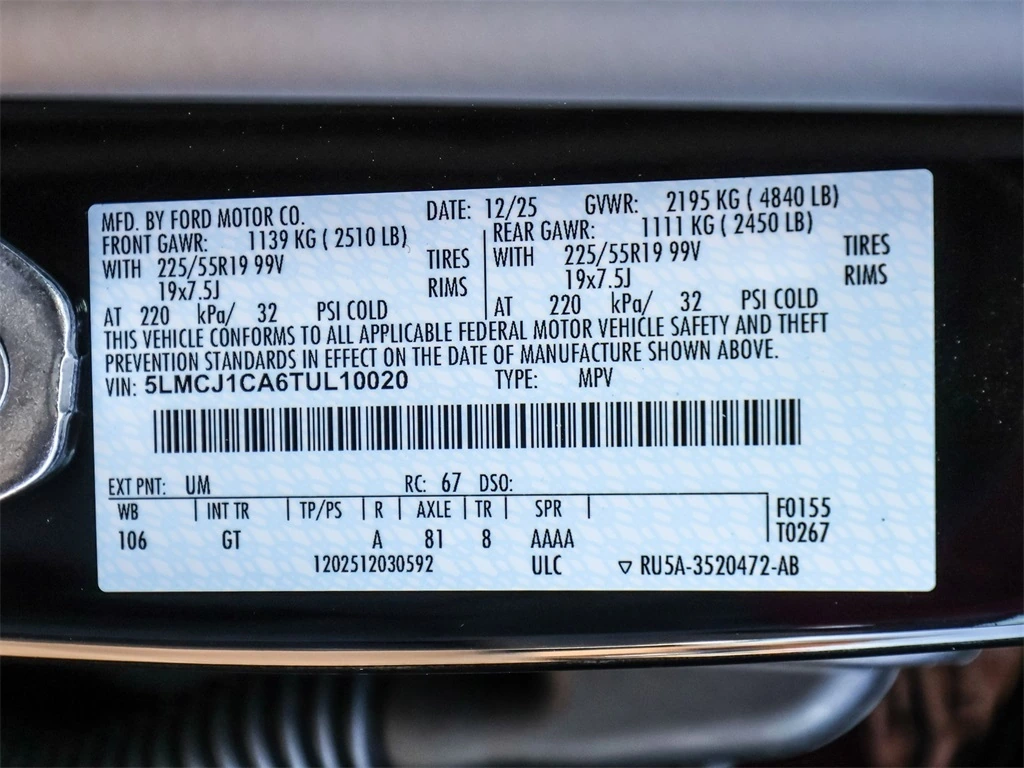 MFD. BY FORD MOTOR CO. DATE: 12/25 GVWR: 2195 KG ( 4840 LB)
FRONT GAWR: 1139 KG ( 2510 LB) REAR GAWR: 1111 KG ( 2450 LB)
WITH 225/55R19 99V TIRES WITH 225/55R19 99V TIRES
19x7.5J RIMS 19x7.5J RIMS
AT 220 kPa/ 32 PSI COLD AT 220 kPa/ 32 PSI COLD
THIS VEHICLE CONFORMS TO ALL APPLICABLE FEDERAL MOTOR VEHICLE SAFETY AND THEFT
PREVENTION STANDARDS IN EFFECT ON THE DATE OF MANUFACTURE SHOWN ABOVE.
VIN: 5LMCJ1CA6TUL10020 TYPE: MPV
EXT PNT: UM RC: 67 DSO:
WB INT TR TP/PS R AXLE TR SPR F0155
106 GT A 81 8 AAAA T0267
1202512030592 ULC ▽ RU5A-3520472-AB